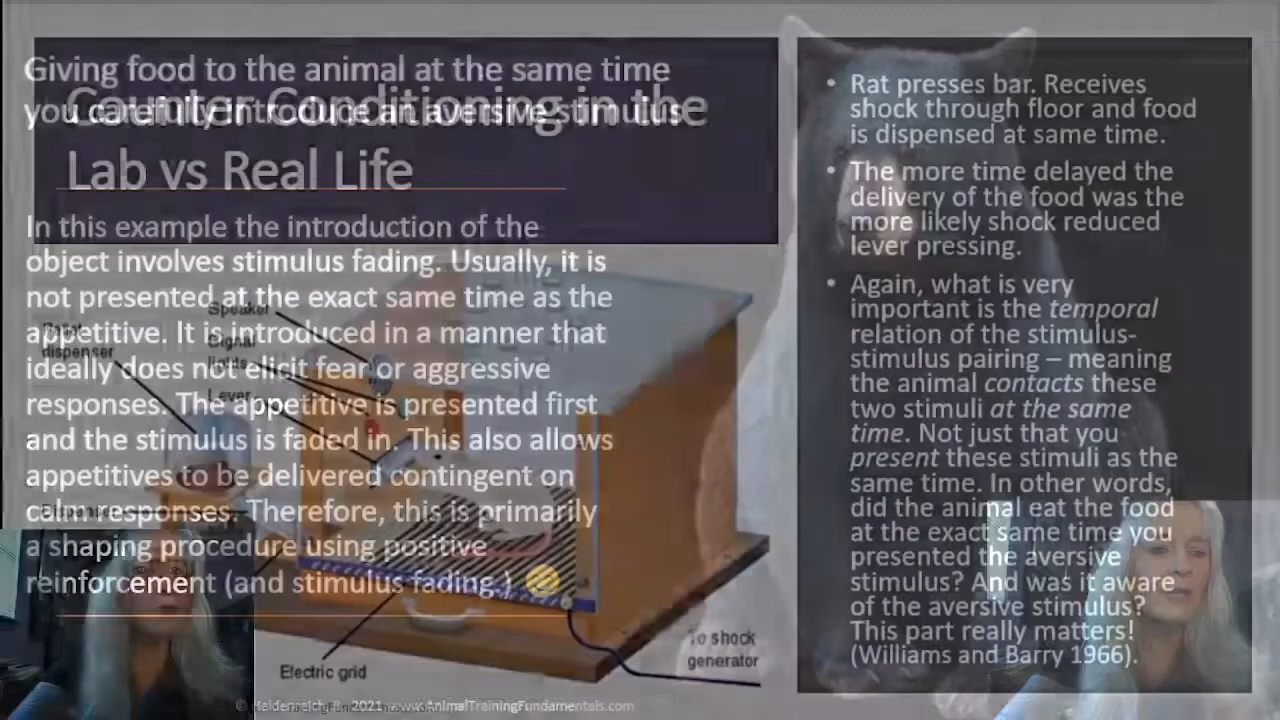 Giving food to the animal at the same time
you carefully introduce an aversive stimulus
Counter Conditioning in the
Lab vs Real Life
In this example the introduction of the
object involves stimulus fading. Usually, it is
not presented at the exact same time as the
appetitive. It is introduced in a manner that
ideally does not elicit fear or aggressive
responses. The appetitive is presented first
and the stimulus is faded in. This also allows
appetitives to be delivered contingent on
calm responses. Therefore, this is primarily
a shaping procedure using positive
reinforcement (and stimulus fading.)
Speaker
Signal
lights
dispenser
Lever
Electric grid
To shock
generator
• Rat presses bar. Receives
shock through floor and food
is dispensed at same time.
• The more time delayed the
delivery of the food was the
more likely shock reduced
lever pressing.
• Again, what is very
important is the temporal
relation of the stimulus-
stimulus pairing – meaning
the animal contacts these
two stimuli at the same
time. Not just that you
present these stimuli as the
same time. In other words,
did the animal eat the food
at the exact same time you
presented the aversive
stimulus? And was it aware
of the aversive stimulus?
This part really matters!
(Williams and Barry 1966).
2021 www.AnimalTrainingFundamentals.com